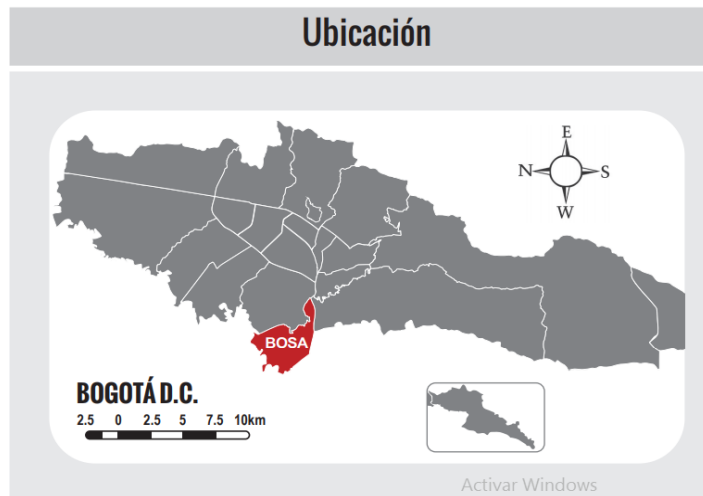 Ubicación
E
N S
W
BOSA
BOGOTÁ D.C.
2.5 0 2.5 5 7.5 10km
Activar Windows